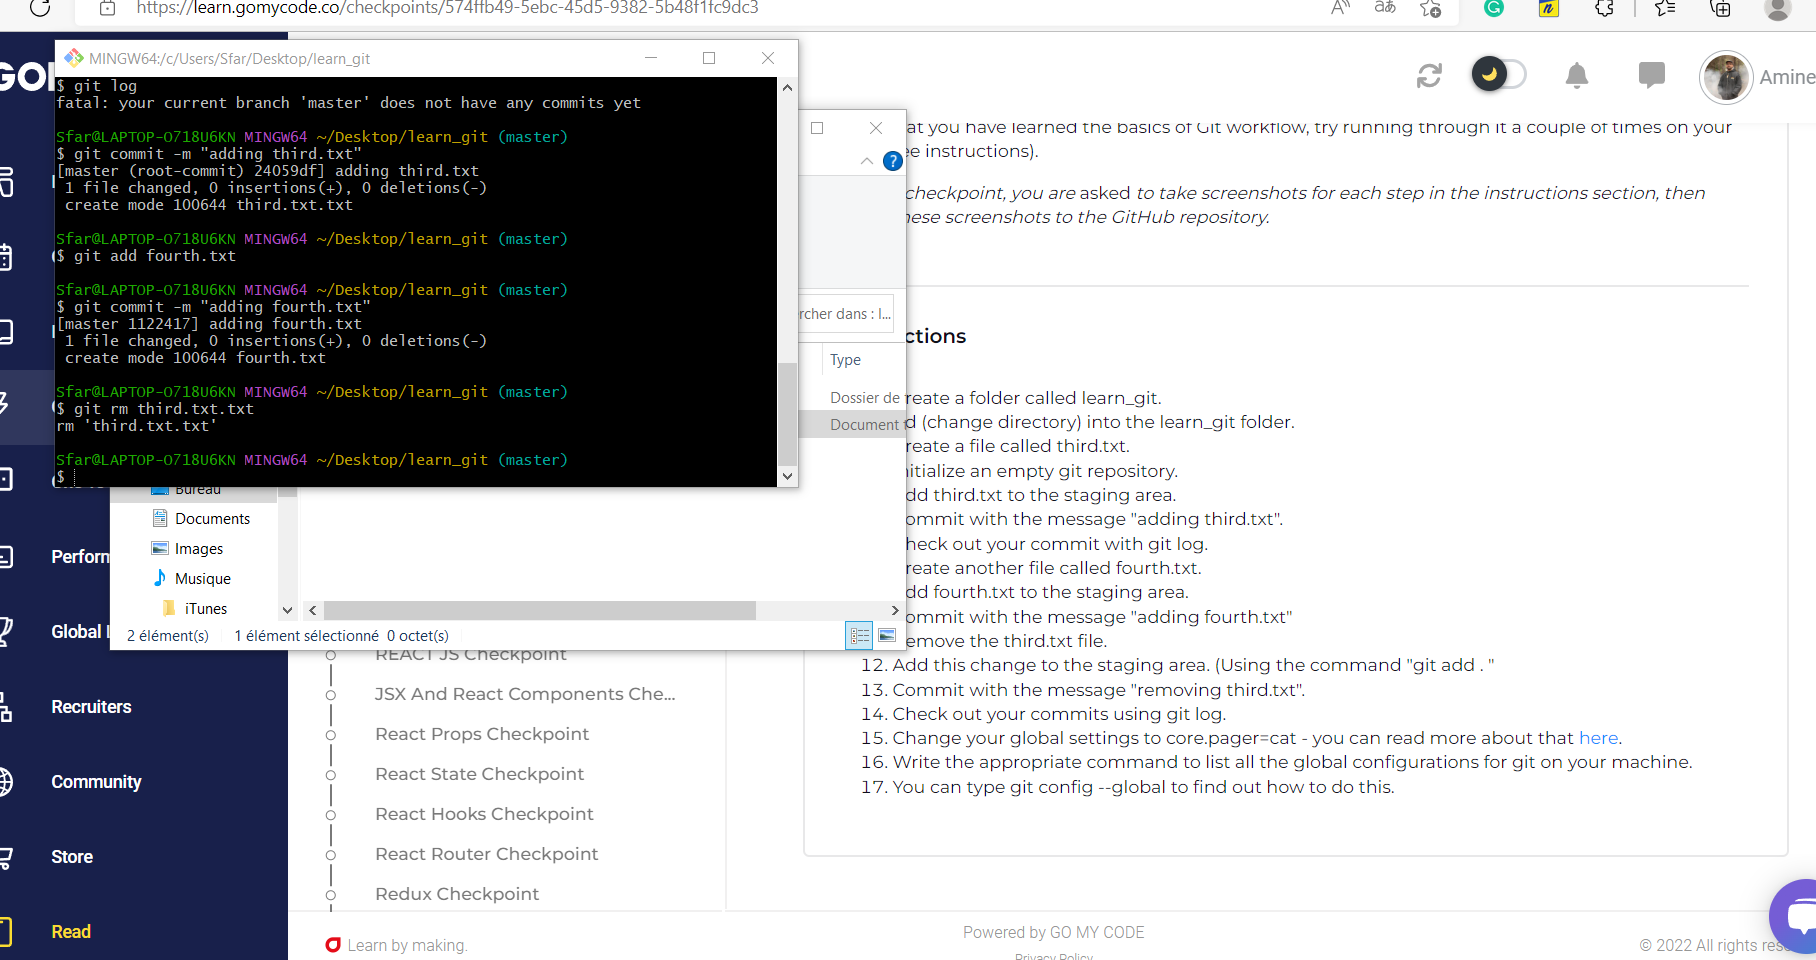 https://learn.gomycode.co/checkpoints/574ffb49-5ebc-45d5-9382-5b48f1fc9dc3
MINGW64:/c/Users/Sfar/Desktop/learn_git
$ git log
fatal: your current branch 'master' does not have any commits yet
Sfar@LAPTOP-O718U6KN MINGW64 ~/Desktop/learn_git (master)
$ git commit -m "adding third.txt"
[master (root-commit) 24059df] adding third.txt
1 file changed, 0 insertions(+), 0 deletions(-)
create mode 100644 third.txt.txt
Sfar@LAPTOP-O718U6KN MINGW64 ~/Desktop/learn_git (master)
$ git add fourth.txt
Sfar@LAPTOP-O718U6KN MINGW64 ~/Desktop/learn_git (master)
$ git commit -m "adding fourth.txt"
[master 1122417] adding fourth.txt
1 file changed, 0 insertions(+), 0 deletions(-)
create mode 100644 fourth.txt
Sfar@LAPTOP-O718U6KN MINGW64 ~/Desktop/learn_git (master)
$ git rm third.txt.txt
rm 'third.txt.txt'
Sfar@LAPTOP-O718U6KN MINGW64 ~/Desktop/learn_git (master)
$
rcher dans : l...
Type
Dossier de
Document
Bureau
Documents
Images
Musique
iTunes
2 élément(s) 1 élément sélectionné 0 octet(s)
GO
Perform
Global
Recruiters
Community
Store
Read
Amine
at you have learned the basics of Git workflow, try running through it a couple of times on your
ee instructions).
checkpoint, you are asked to take screenshots for each step in the instructions section, then
hese screenshots to the GitHub repository.
ctions
reate a folder called learn_git.
d (change directory) into the learn_git folder.
reate a file called third.txt.
nitialize an empty git repository.
dd third.txt to the staging area.
ommit with the message "adding third.txt".
heck out your commit with git log.
reate another file called fourth.txt.
dd fourth.txt to the staging area.
ommit with the message "adding fourth.txt"
emove the third.txt file.
12. Add this change to the staging area. (Using the command "git add . "
13. Commit with the message "removing third.txt".
14. Check out your commits using git log.
15. Change your global settings to core.pager=cat - you can read more about that here.
16. Write the appropriate command to list all the global configurations for git on your machine.
17. You can type git config --global to find out how to do this.
REACT JS Checkpoint
JSX And React Components Che...
React Props Checkpoint
React State Checkpoint
React Hooks Checkpoint
React Router Checkpoint
Redux Checkpoint
Learn by making.
Powered by GO MY CODE
Privacy Policy
© 2022 All rights res